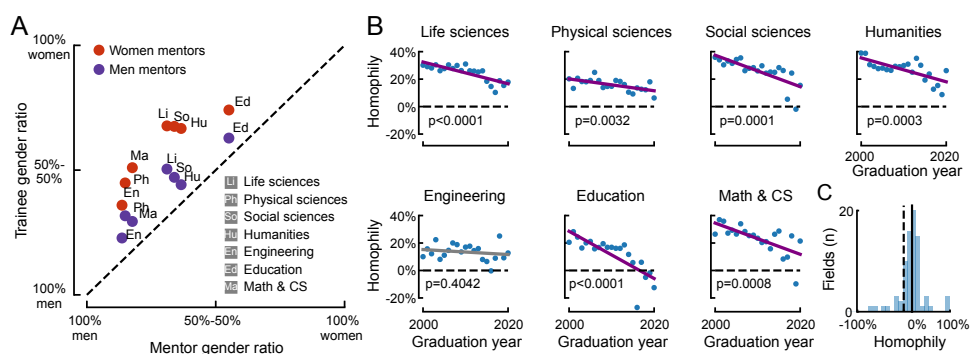 A
100%
women
Women mentors
Men mentors
Trainee gender ratio
50%-
50%
100%
men
Li So Hu
Ed
Ed
Ma
Ph
En
Li
So
Hu
Ph
Ma
En
Li Life sciences
Ph Physical sciences
So Social sciences
Hu Humanities
En Engineering
Ed Education
Ma Math & CS
100%
men
50%-50%
100%
women
Mentor gender ratio
B
Life sciences
Physical sciences
Social sciences
Humanities
Homophily
40%
20%
0%
-20%
p<0.0001
p=0.0032
p=0.0001
p=0.0003
2000
2020
Graduation year
Engineering
Education
Math & CS
Homophily
40%
20%
0%
-20%
p=0.4042
p<0.0001
p=0.0008
2000
2020
Graduation year
2000
2020
Graduation year
2000
2020
Graduation year
C
Fields (n)
20
0
-100%
0%
100%
Homophily